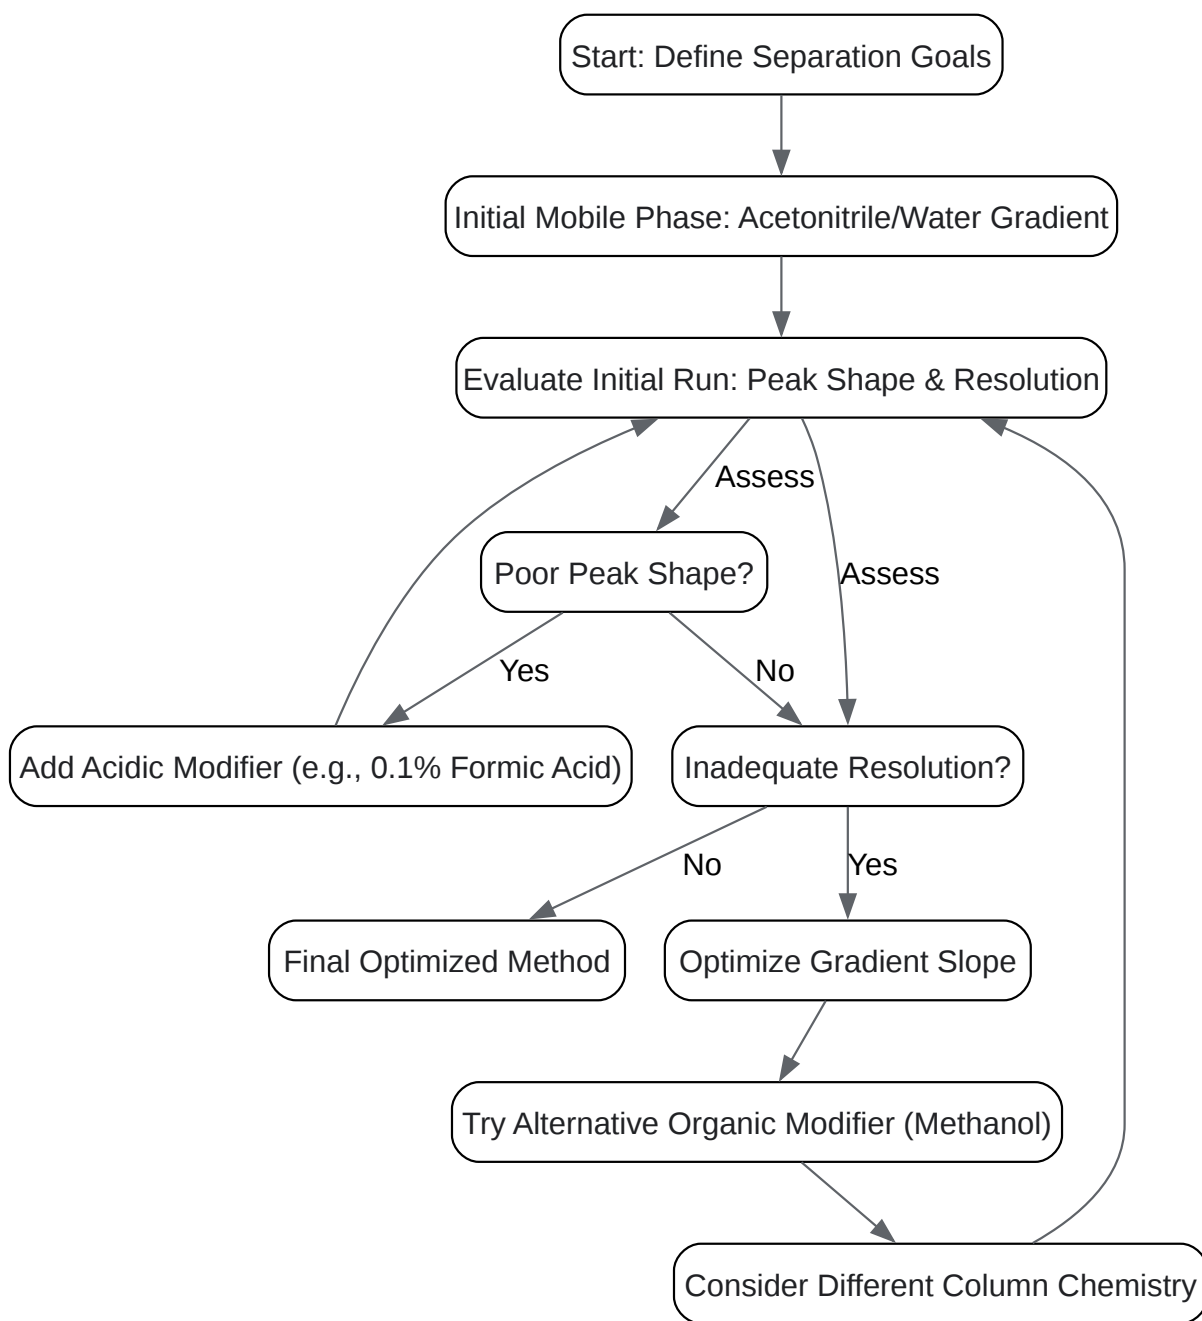 Start: Define Separation Goals
Initial Mobile Phase: Acetonitrile/Water Gradient
Evaluate Initial Run: Peak Shape & Resolution
Assess
Poor Peak Shape?
Assess
Yes
No
Add Acidic Modifier (e.g., 0.1% Formic Acid)
Inadequate Resolution?
No
Yes
Final Optimized Method
Optimize Gradient Slope
Try Alternative Organic Modifier (Methanol)
Consider Different Column Chemistry